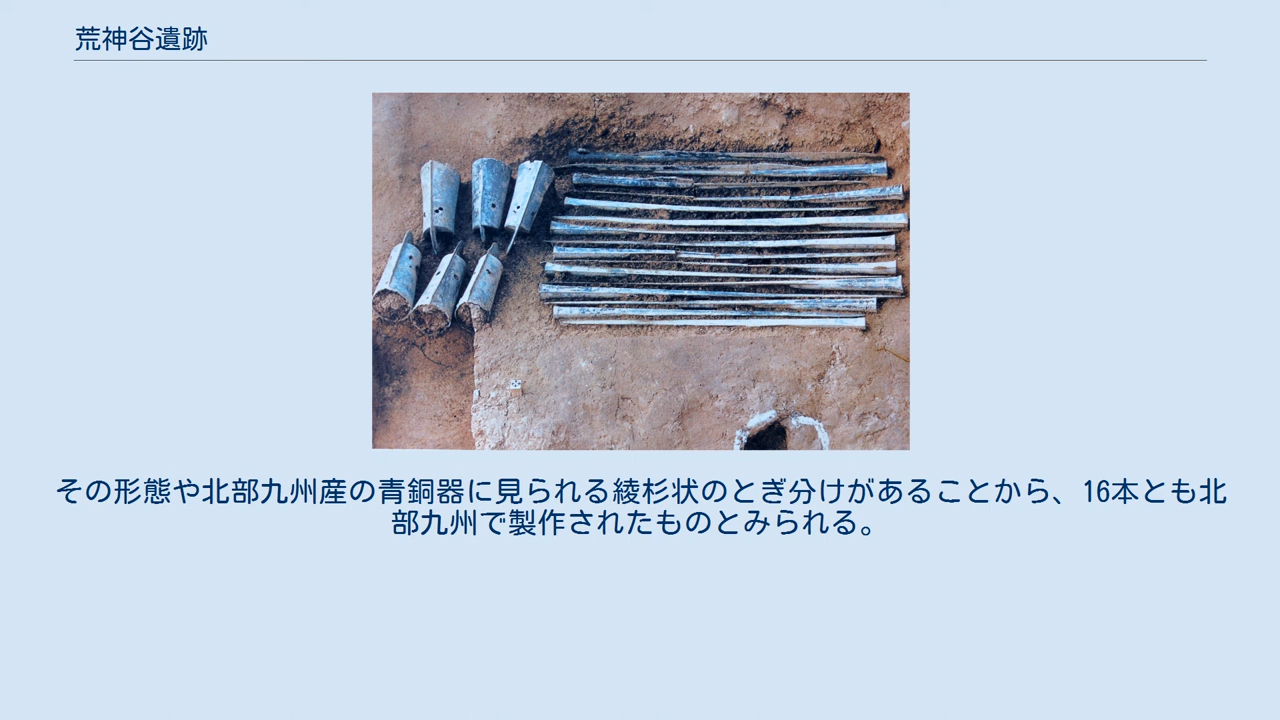 荒神谷遺跡
その形態や北部九州産の青銅器に見られる綾杉状のとぎ分けがあることから、16本とも北
部九州で製作されたものとみられる。